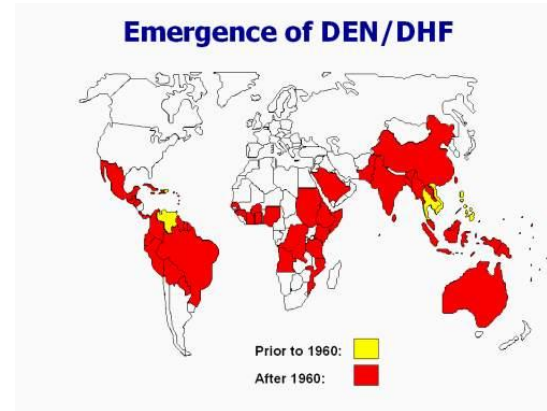 Emergence of DEN/DHF
Prior to 1960:
After 1960: